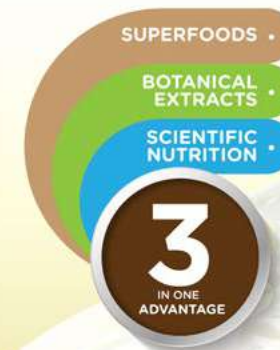 SUPERFOODS •
BOTANICAL
EXTRACTS •
SCIENTIFIC
NUTRITION •
3
IN ONE
ADVANTAGE